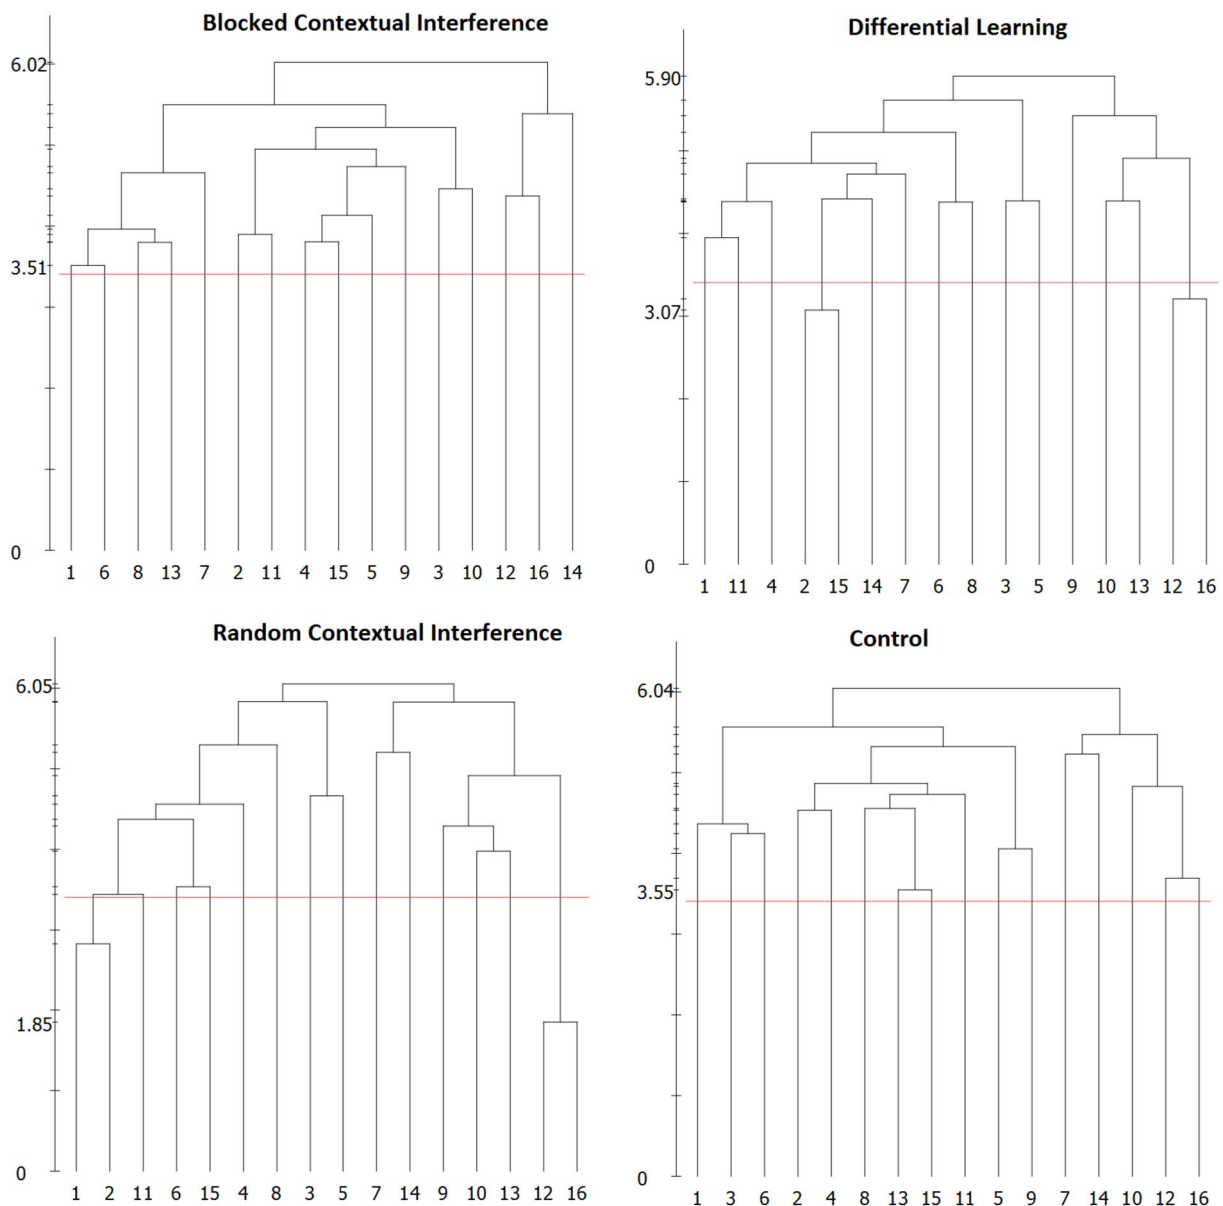 Blocked Contextual Interference
6.02
3.51
0
1 6 8 13 7 2 11 4 15 5 9 3 10 12 16 14
Differential Learning
5.90
3.07
0
1 11 4 2 15 14 7 6 8 3 5 9 10 13 12 16
Random Contextual Interference
6.05
1.85
0
1 2 11 6 15 4 8 3 5 7 14 9 10 13 12 16
Control
6.04
3.55
0
1 3 6 2 4 8 13 15 11 5 9 7 14 10 12 16